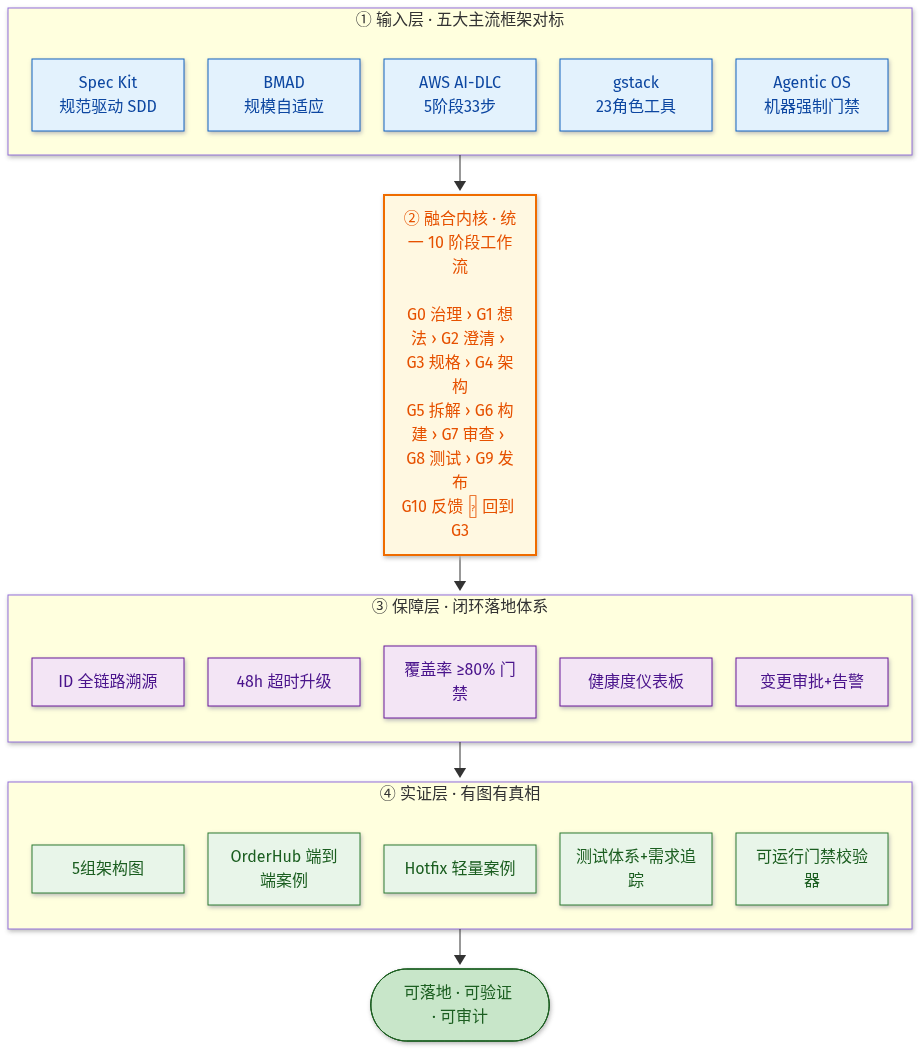 ① 输入层 · 五大主流框架对标
Spec Kit
规范驱动 SDD
BMAD
规模自适应
AWS AI-DLC
5阶段33步
gstack
23角色工具
Agentic OS
机器强制门禁
② 融合内核 · 统
一 10 阶段工作
流
G0 治理 › G1 想
法 › G2 澄清 ›
G3 规格 › G4 架
构
G5 拆解 › G6 构
建 › G7 审查 ›
G8 测试 › G9 发
布
G10 反馈 回到
G3
③ 保障层 · 闭环落地体系
ID 全链路溯源
48h 超时升级
覆盖率 ≥80% 门
禁
健康度仪表板
变更审批+告警
④ 实证层 · 有图有真相
5组架构图
OrderHub 端到
端案例
Hotfix 轻量案例
测试体系+需求追
踪
可运行门禁校验
器
可落地 · 可验证
· 可审计